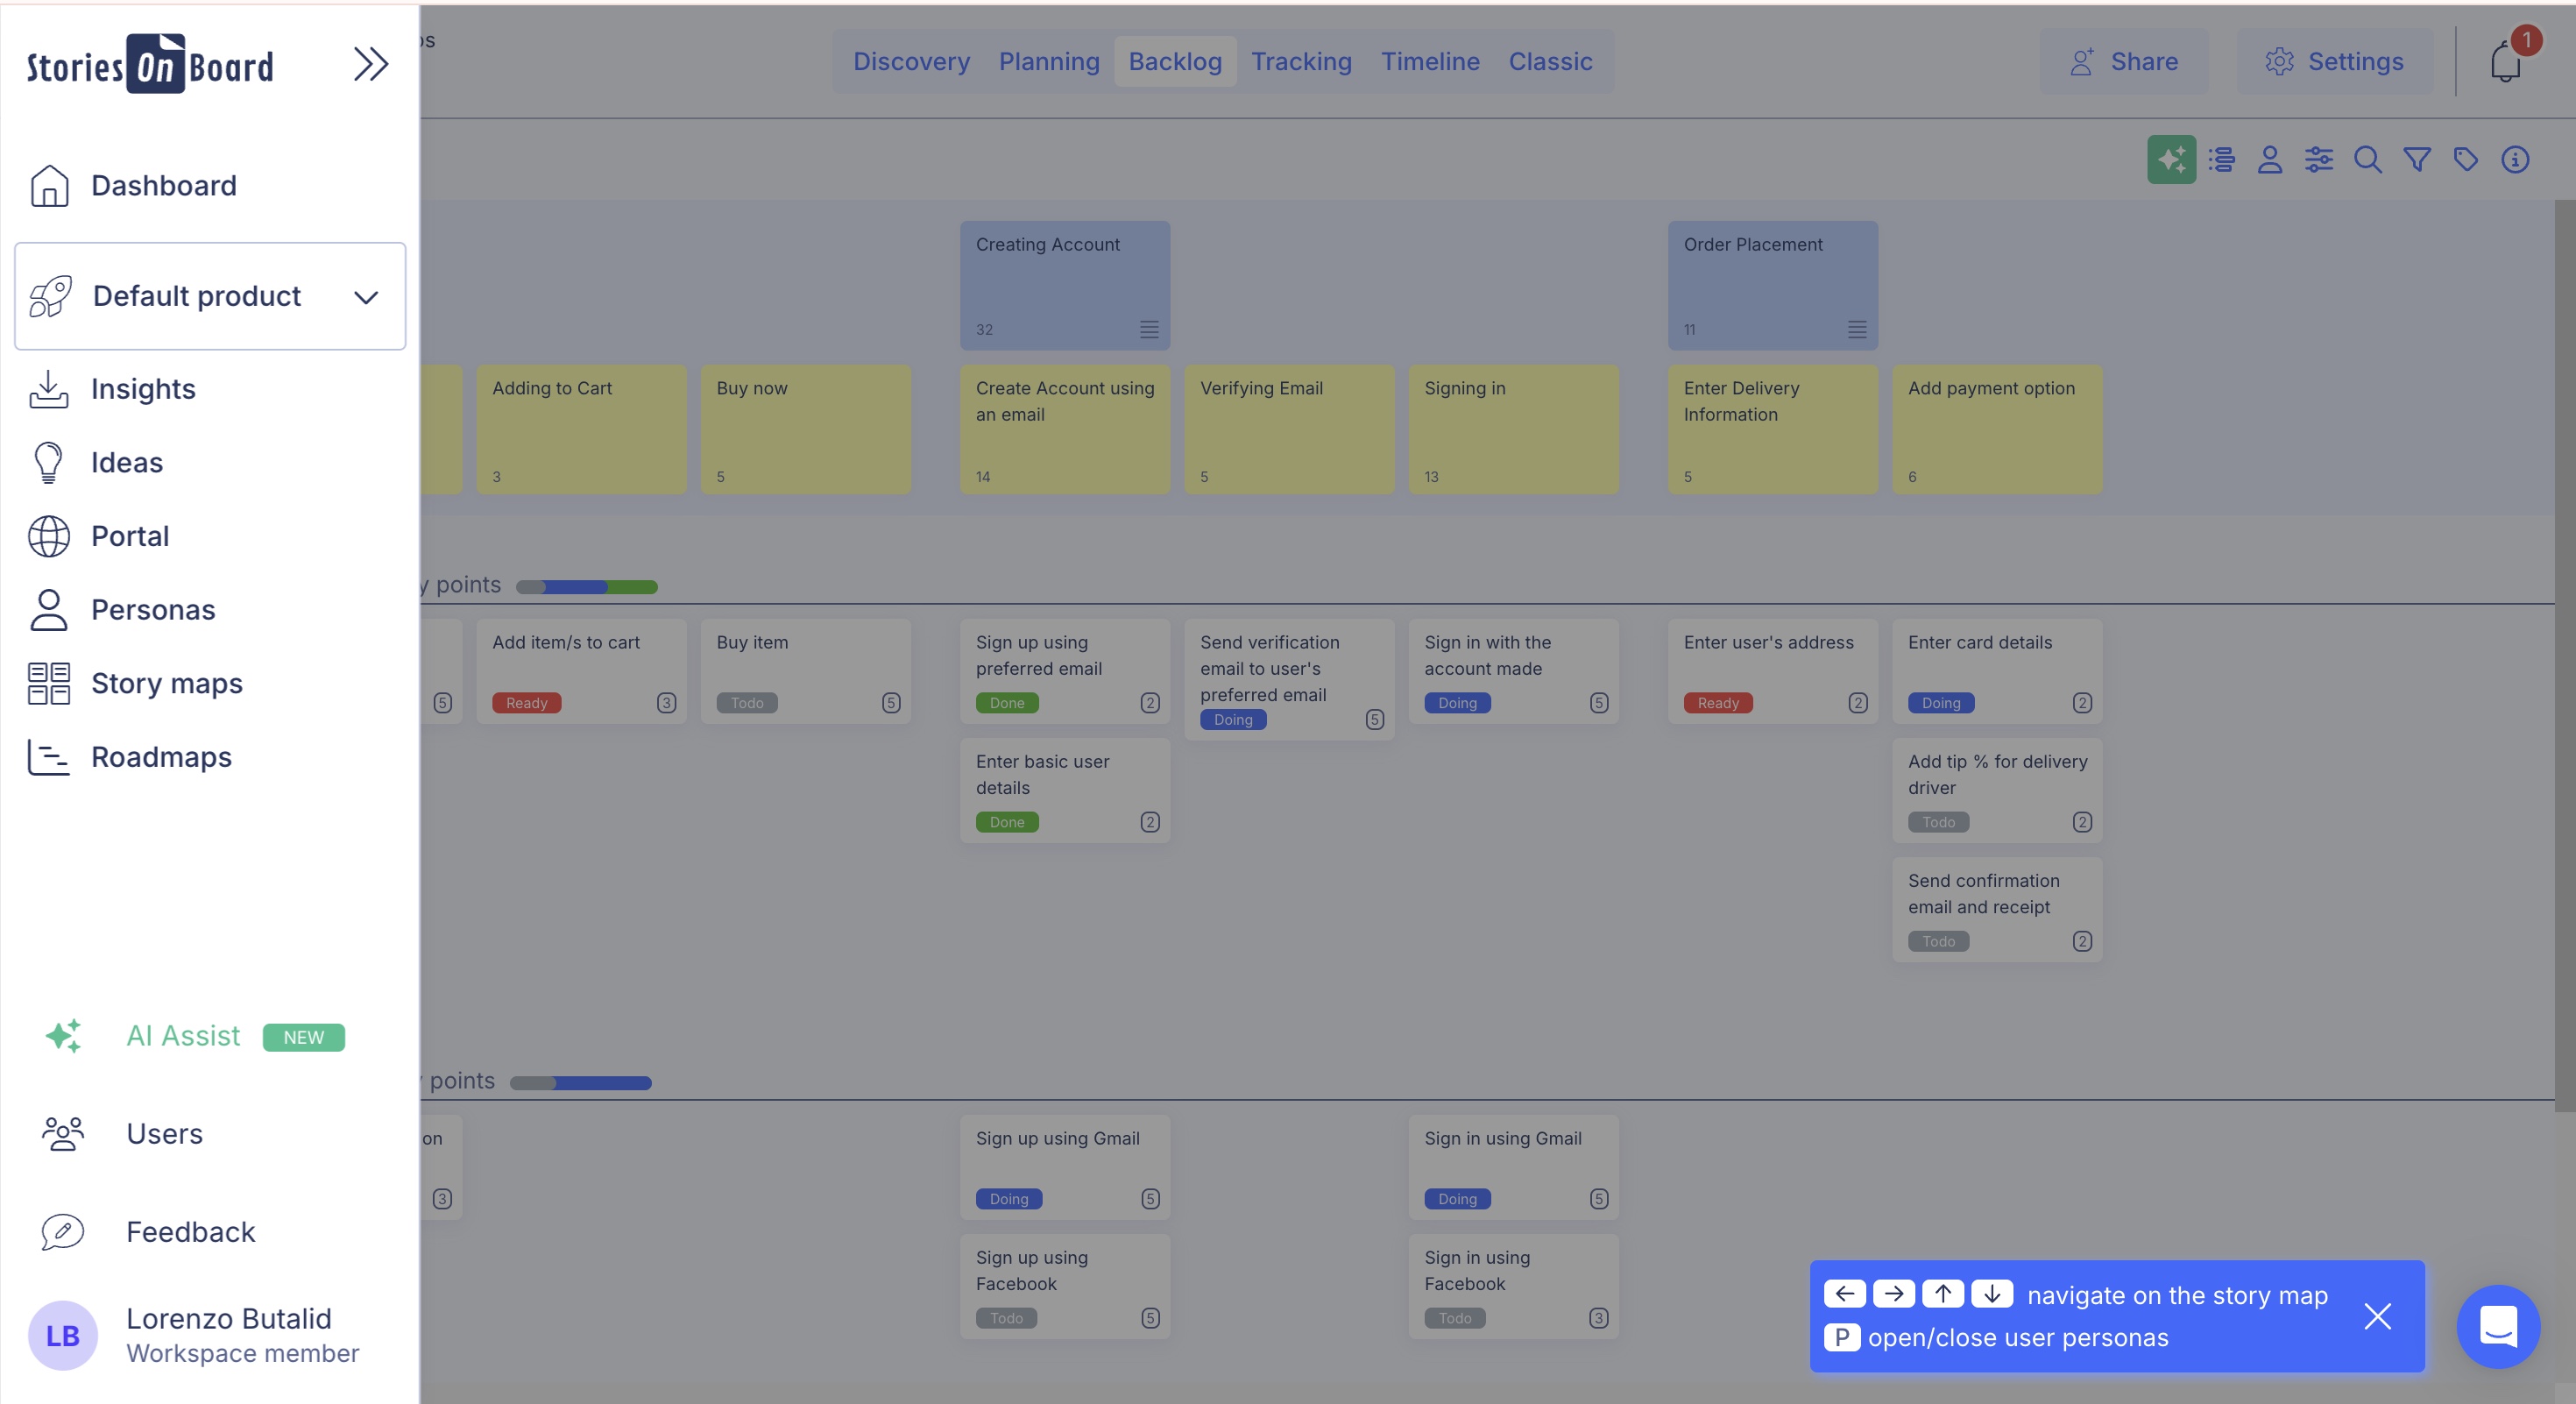 Stories On Board
Dashboard
Default product
Insights
Ideas
Portal
Personas
Story maps
Roadmaps
AI Assist NEW
Users
Feedback
LB
Lorenzo Butalid
Workspace member
Discovery Planning Backlog Tracking Timeline Classic
Share
Settings
1
Creating Account
32
Order Placement
11
Adding to Cart
3
Buy now
5
Create Account using
an email
14
Verifying Email
5
Signing in
13
Enter Delivery
Information
5
Add payment option
6
points
5
Add item/s to cart
Ready 3
Buy item
Todo 5
Sign up using
preferred email
Done 2
Send verification
email to user's
preferred email
Doing 5
Sign in with the
account made
Doing 5
Enter user's address
Ready 2
Enter card details
Doing 2
Enter basic user
details
Done 2
Add tip % for delivery
driver
Todo 2
Send confirmation
email and receipt
Todo 2
points
on
3
Sign up using Gmail
Doing 5
Sign in using Gmail
Doing 5
Sign up using
Facebook
Todo 5
Sign in using
Facebook
Todo 3
← → ↑ ↓ navigate on the story map
P open/close user personas